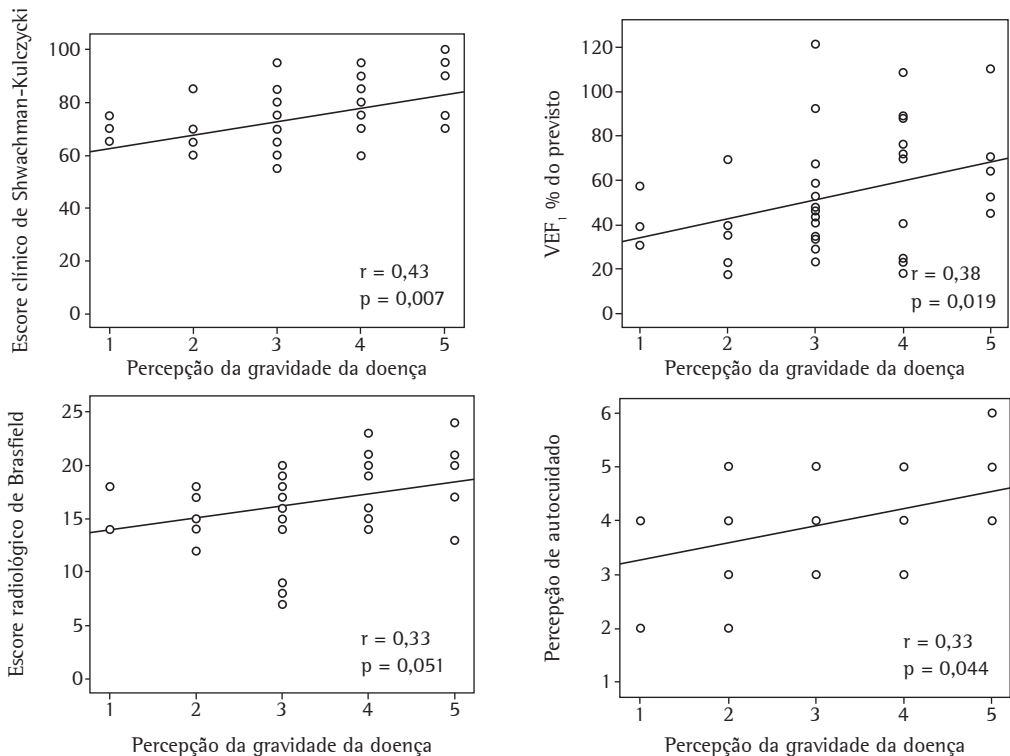 Escore clínico de Shwachman-Kulczycki
100
80
60
40
20
0
r = 0,43
p = 0,007
1 2 3 4 5
Percepção da gravidade da doença
VEF₁ % do previsto
120
100
80
60
40
20
0
r = 0,38
p = 0,019
1 2 3 4 5
Percepção da gravidade da doença
Escore radiológico de Brasfield
25
20
15
10
5
0
r = 0,33
p = 0,051
1 2 3 4 5
Percepção da gravidade da doença
Percepção de autocuidado
6
5
4
3
2
1
r = 0,33
p = 0,044
1 2 3 4 5
Percepção da gravidade da doença